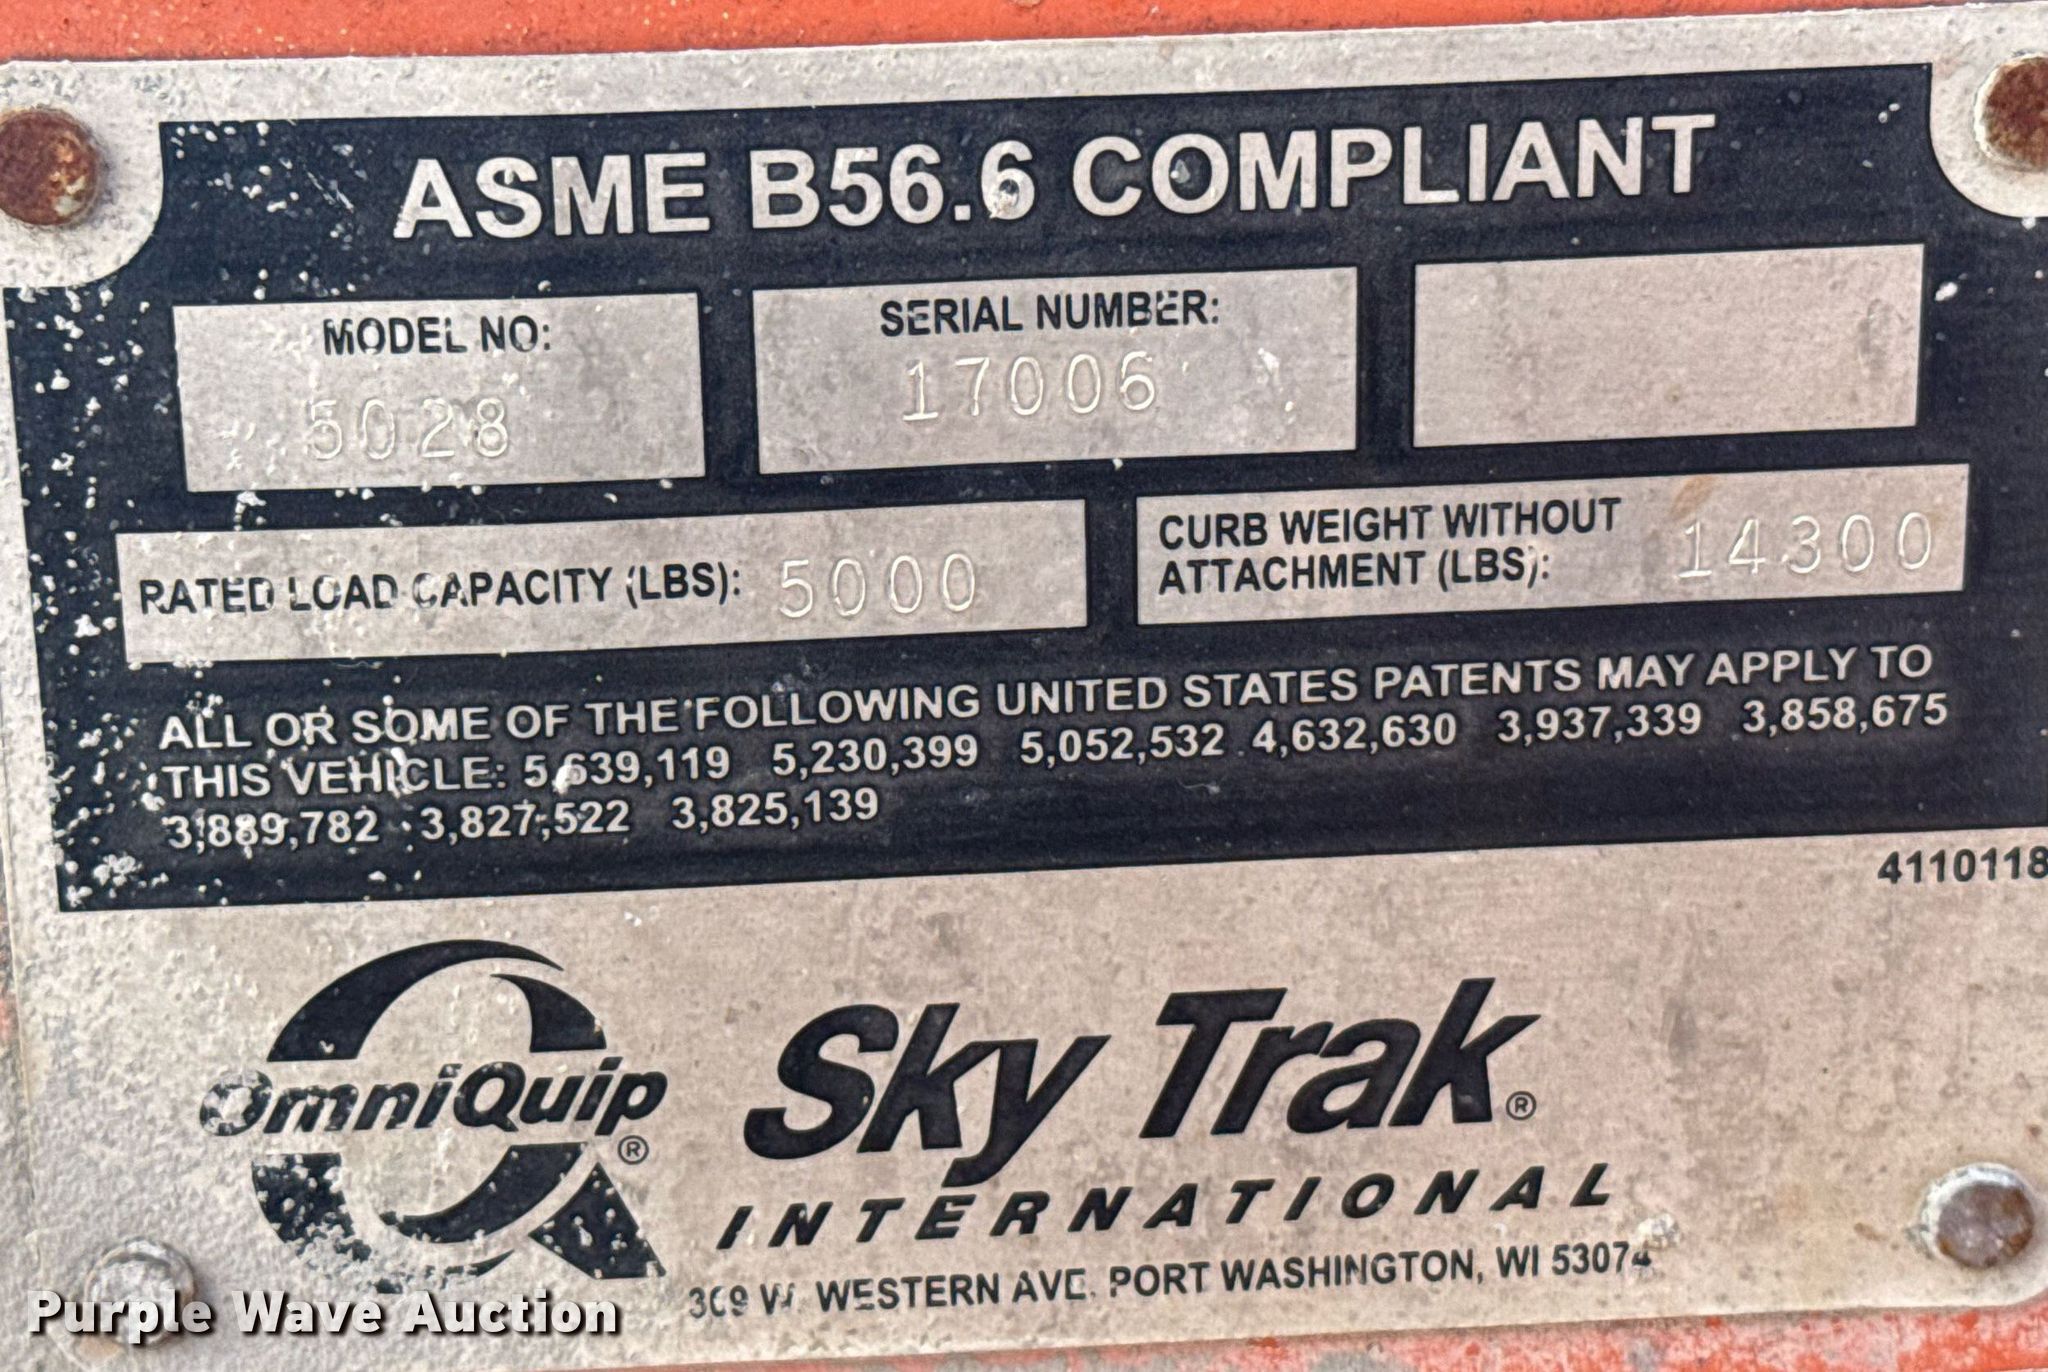 ASME B56.6 COMPLIANT
MODEL NO:
5028
SERIAL NUMBER:
17006
RATED LOAD CAPACITY (LBS): 5000
CURB WEIGHT WITHOUT
ATTACHMENT (LBS): 14300
ALL OR SOME OF THE FOLLOWING UNITED STATES PATENTS MAY APPLY TO
THIS VEHICLE: 5,639,119 5,230,399 5,052,532 4,632,630 3,937,339 3,858,675
3,889,782 3,827,522 3,825,139
4110118
OmniQuip®
Sky Trak®
INTERNATIONAL
369 W. WESTERN AVE. PORT WASHINGTON, WI 53074
Purple Wave Auction